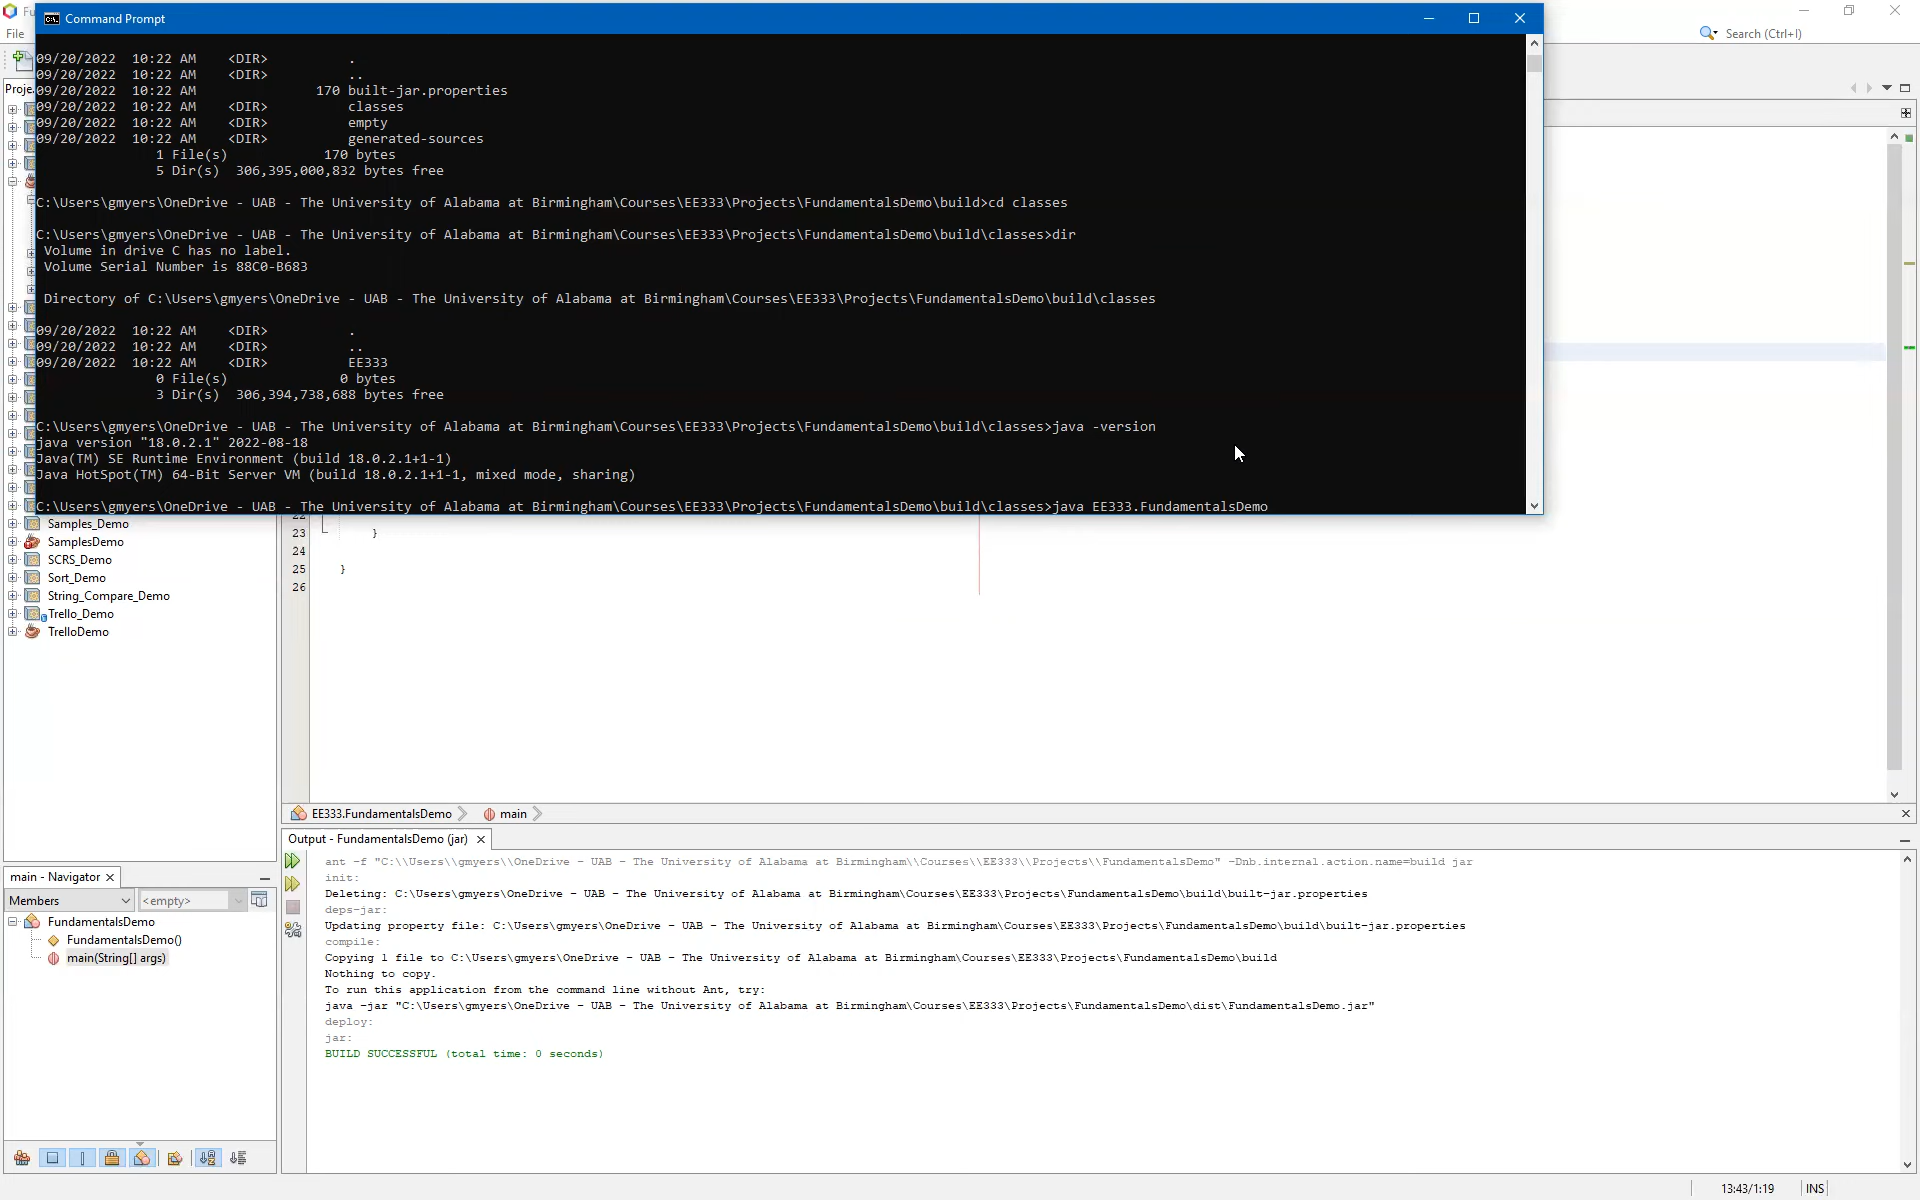 Command Prompt
Fu
File
Search (Ctrl+I)
Proje
09/20/2022  10:22 AM    <DIR>          .
09/20/2022  10:22 AM    <DIR>          ..
09/20/2022  10:22 AM               170 built-jar.properties
09/20/2022  10:22 AM    <DIR>          classes
09/20/2022  10:22 AM    <DIR>          empty
09/20/2022  10:22 AM    <DIR>          generated-sources
1 File(s)            170 bytes
5 Dir(s)  306,395,000,832 bytes free
C:\Users\gmyers\OneDrive - UAB - The University of Alabama at Birmingham\Courses\EE333\Projects\FundamentalsDemo\build>cd classes
C:\Users\gmyers\OneDrive - UAB - The University of Alabama at Birmingham\Courses\EE333\Projects\FundamentalsDemo\build\classes>dir
Volume in drive C has no label.
Volume Serial Number is 88C0-B683
Directory of C:\Users\gmyers\OneDrive - UAB - The University of Alabama at Birmingham\Courses\EE333\Projects\FundamentalsDemo\build\classes
09/20/2022  10:22 AM    <DIR>          .
09/20/2022  10:22 AM    <DIR>          ..
09/20/2022  10:22 AM    <DIR>          EE333
0 File(s)              0 bytes
3 Dir(s)  306,394,738,688 bytes free
C:\Users\gmyers\OneDrive - UAB - The University of Alabama at Birmingham\Courses\EE333\Projects\FundamentalsDemo\build\classes>java -version
java version "18.0.2.1" 2022-08-18
Java(TM) SE Runtime Environment (build 18.0.2.1+1-1)
Java HotSpot(TM) 64-Bit Server VM (build 18.0.2.1+1-1, mixed mode, sharing)
C:\Users\gmyers\OneDrive - UAB - The University of Alabama at Birmingham\Courses\EE333\Projects\FundamentalsDemo\build\classes>java EE333.FundamentalsDemo
Samples_Demo
SamplesDemo
SCRS_Demo
Sort_Demo
String_Compare_Demo
Trello_Demo
TrelloDemo
22
23 }
24
25 }
26
EE333.FundamentalsDemo
main
Output - FundamentalsDemo (jar)
ant -f "C:\\Users\\gmyers\\OneDrive - UAB - The University of Alabama at Birmingham\\Courses\\EE333\\Projects\\FundamentalsDemo" -Dnb.internal.action.name=build jar
init:
Deleting: C:\Users\gmyers\OneDrive - UAB - The University of Alabama at Birmingham\Courses\EE333\Projects\FundamentalsDemo\build\built-jar.properties
deps-jar:
Updating property file: C:\Users\gmyers\OneDrive - UAB - The University of Alabama at Birmingham\Courses\EE333\Projects\FundamentalsDemo\build\built-jar.properties
compile:
Copying 1 file to C:\Users\gmyers\OneDrive - UAB - The University of Alabama at Birmingham\Courses\EE333\Projects\FundamentalsDemo\build
Nothing to copy.
To run this application from the command line without Ant, try:
java -jar "C:\Users\gmyers\OneDrive - UAB - The University of Alabama at Birmingham\Courses\EE333\Projects\FundamentalsDemo\dist\FundamentalsDemo.jar"
deploy:
jar:
BUILD SUCCESSFUL (total time: 0 seconds)
main - Navigator
Members
<empty>
FundamentalsDemo
FundamentalsDemo()
main(String[] args)
13:43/1:19
INS